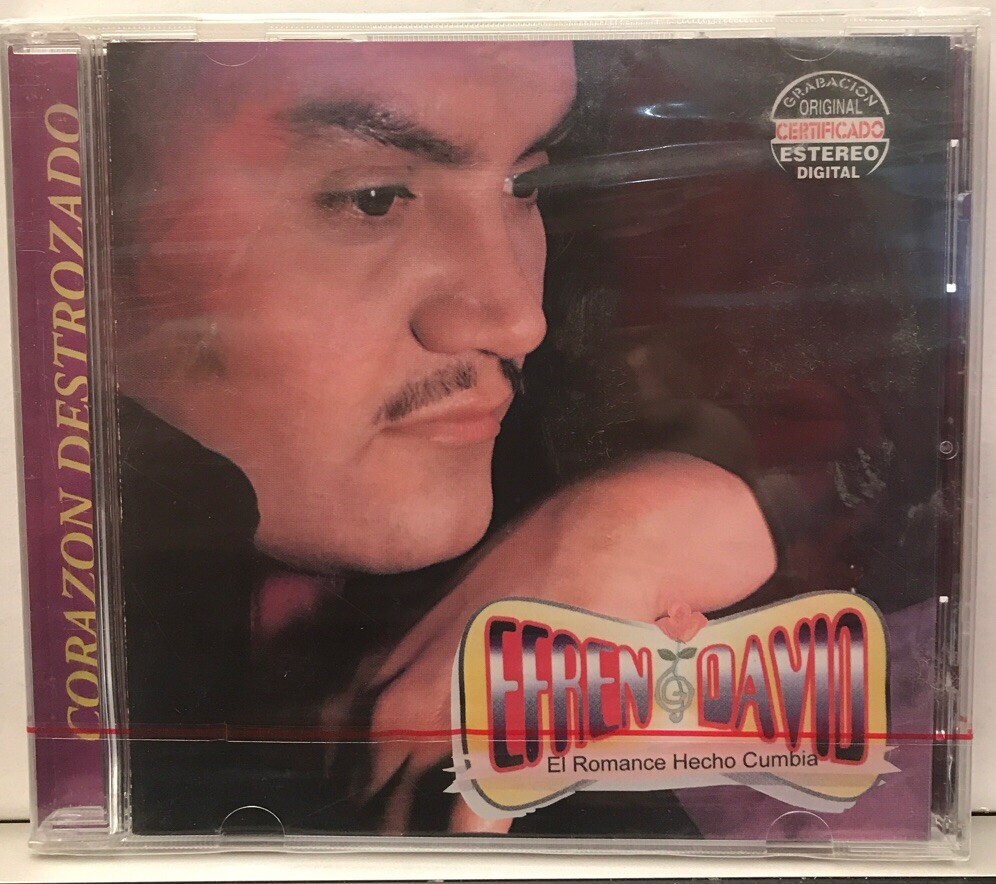 CORAZON DESTROZADO
GRABACION
ORIGINAL
CERTIFICADO
ESTEREO
DIGITAL
EFREN DAVID
El Romance Hecho Cumbia